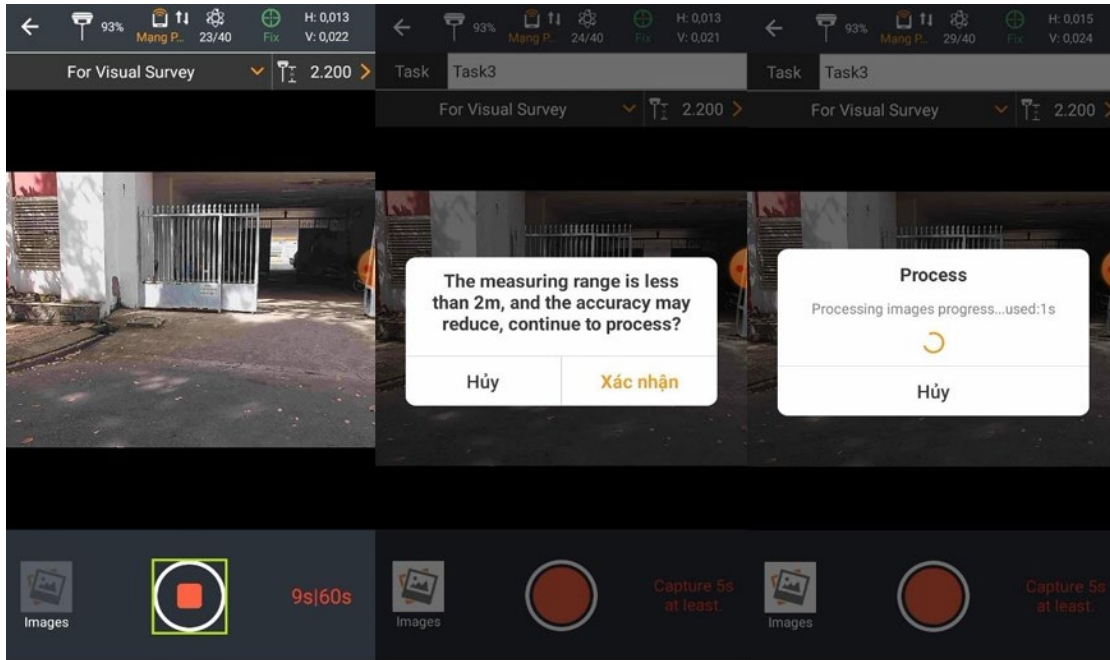 93%
Mạng P...
23/40
Fix
H: 0,013
V: 0,022
For Visual Survey
2.200
Images
9s|60s
93%
Mạng P...
24/40
Fix
H: 0,013
V: 0,021
Task
Task3
For Visual Survey
2.200
The measuring range is less
than 2m, and the accuracy may
reduce, continue to process?
Hủy
Xác nhận
Images
Capture 5s
at least.
93%
Mạng P...
29/40
Fix
H: 0,015
V: 0,024
Task
Task3
For Visual Survey
2.200
Process
Processing images progress...used:1s
Hủy
Images
Capture 5s
at least.